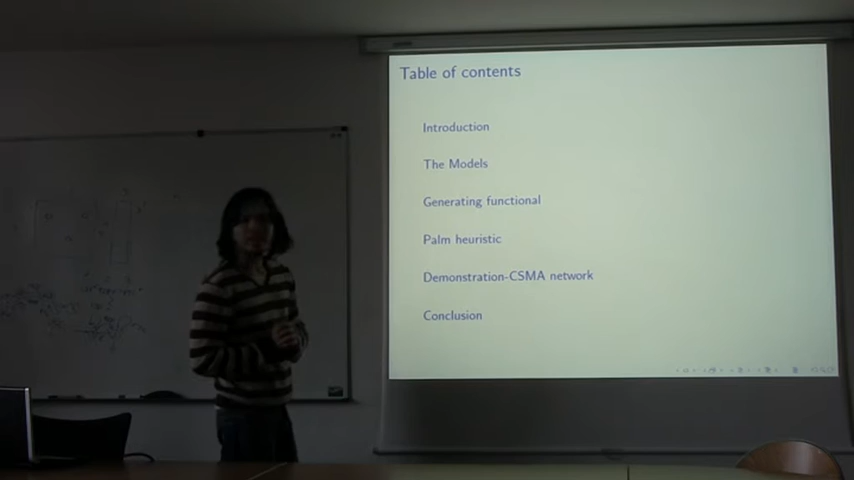 Table of contents
Introduction
The Models
Generating functional
Palm heuristic
Demonstration-CSMA network
Conclusion